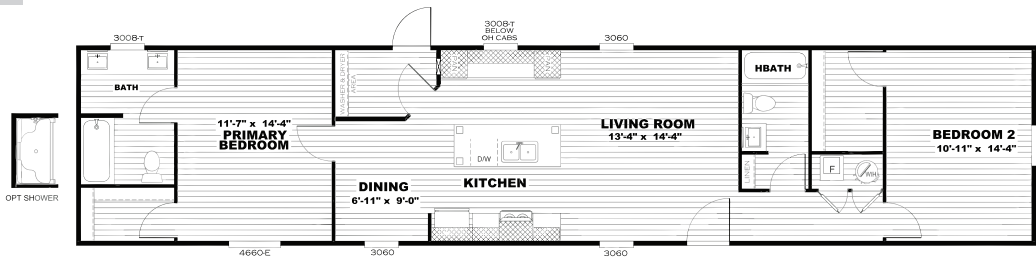 3008-T
3008-T
BELOW
OH CABS
3060
BATH
WASHER & DRYER
AREA
PAN
HBATH
11'-7" x 14'-4"
PRIMARY
BEDROOM
LIVING ROOM
13'-4" x 14'-4"
BEDROOM 2
10'-11" x 14'-4"
D/W
LINEN
F
WH
KITCHEN
DINING
6'-11" x 9'-0"
OPT SHOWER
4660-E
3060
3060